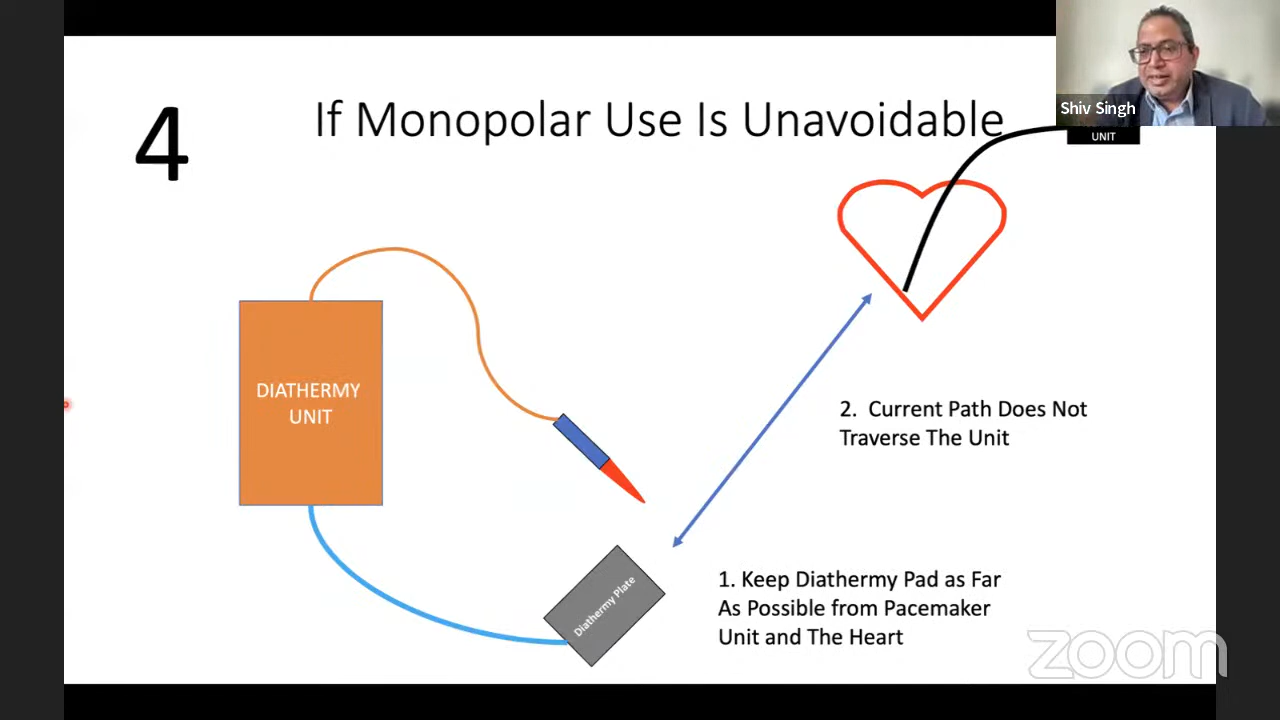 Shiv Singh
UNIT
4
If Monopolar Use Is Unavoidable
DIATHERMY
UNIT
2. Current Path Does Not
Traverse The Unit
Diathermy Plate
1. Keep Diathermy Pad as Far
As Possible from Pacemaker
Unit and The Heart
zoom